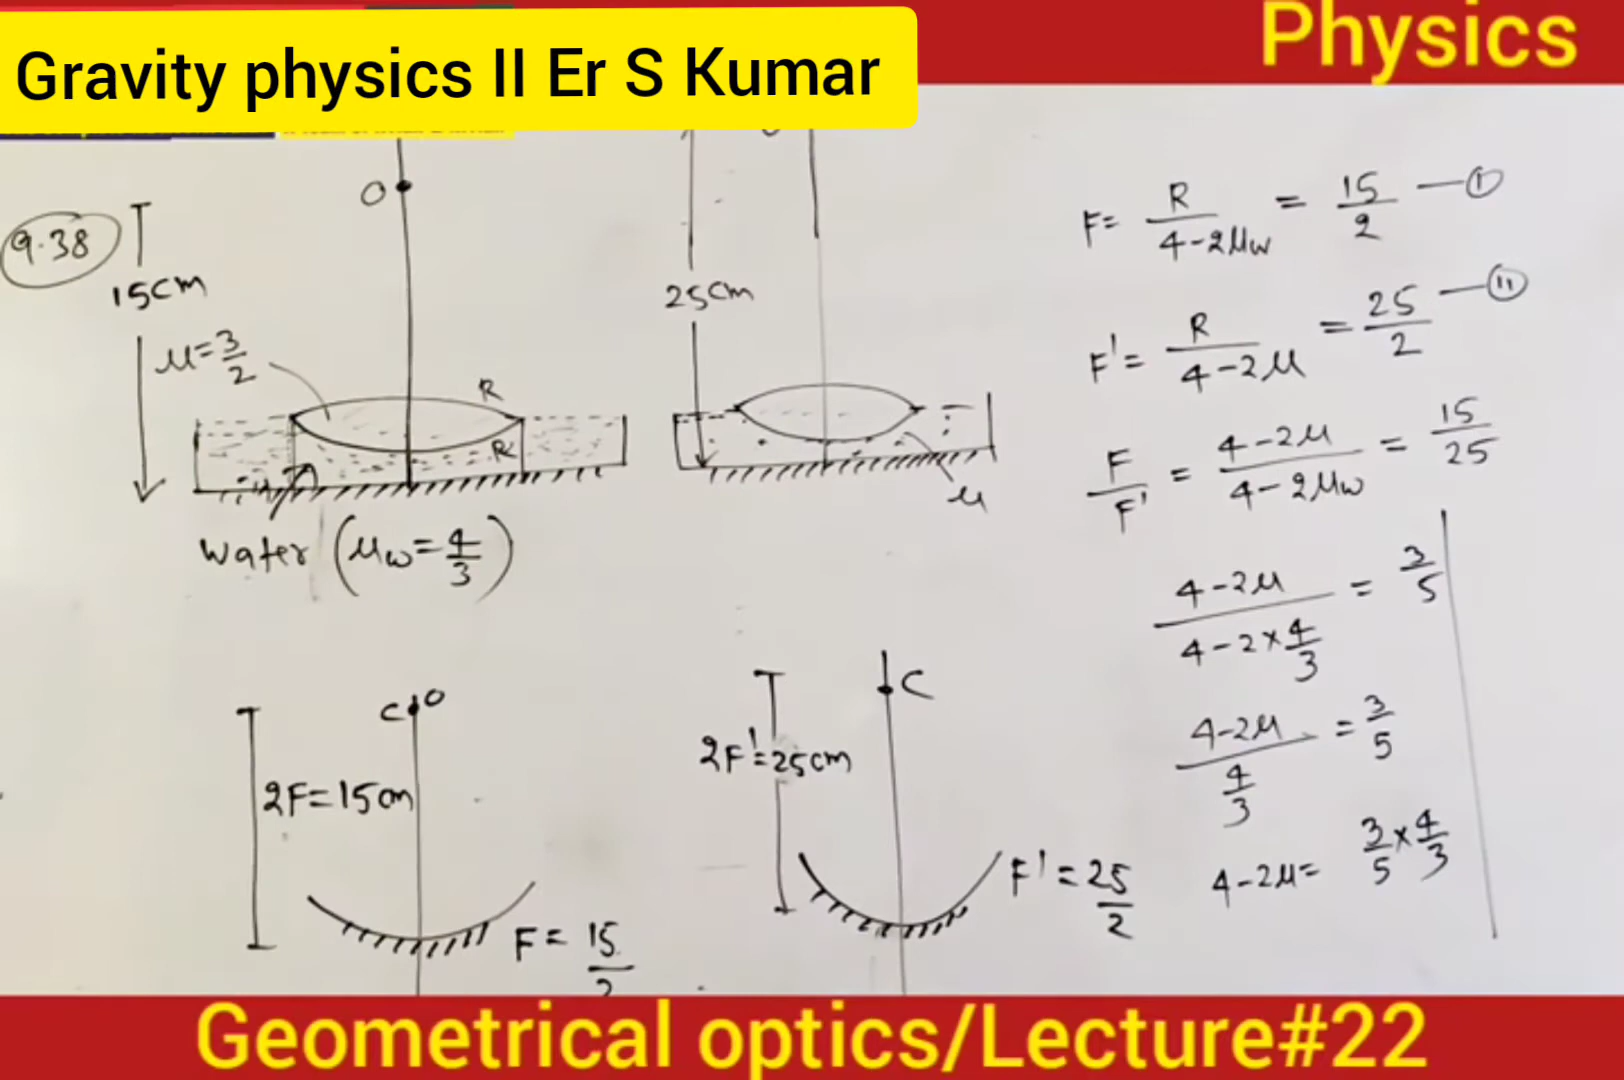 Physics
Gravity physics II Er S Kumar
9.38
O
15cm
μ=3/2
R
R
water (μw=4/3)
25cm
μ
F= R/4-2μw = 15/2 —(I)
F'= R/4-2μ = 25/2 —(II)
F/F' = 4-2μ/4-2μw = 15/25
4-2μ/4-2×4/3 = 3/5
4-2μ/4/3 = 3/5
4-2μ= 3/5×4/3
C O
2F=15cm
F= 15/2
C
2F'=25cm
F'=25/2
Geometrical optics/Lecture#22